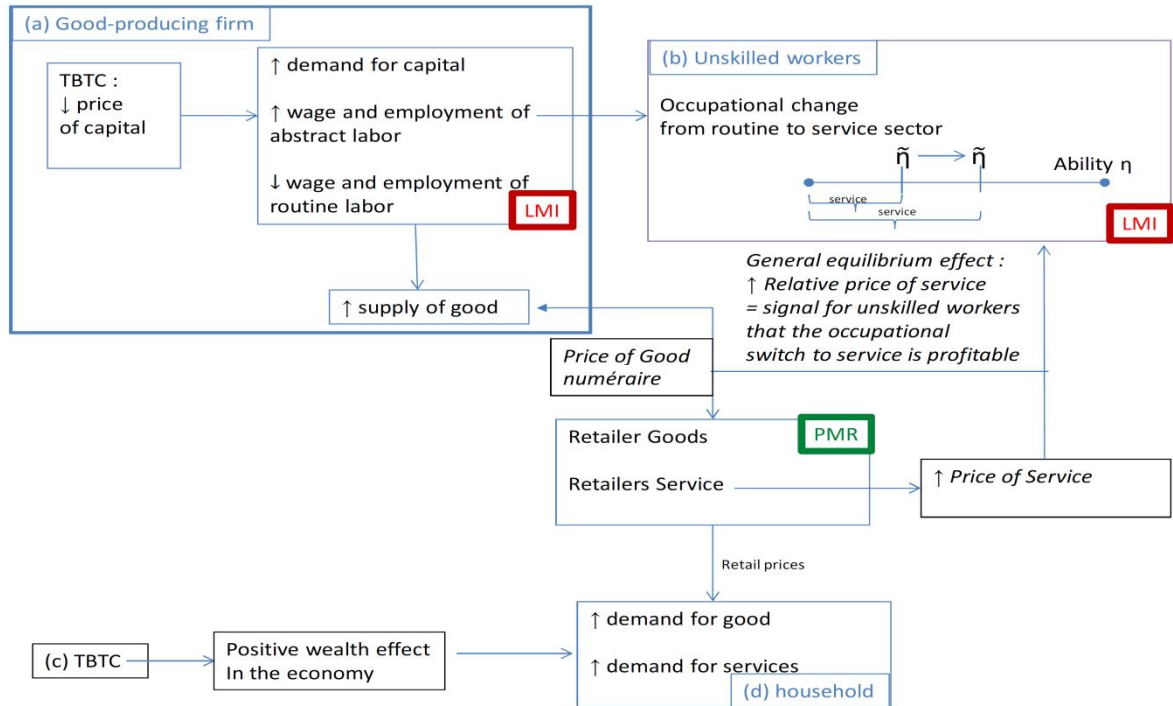 (a) Good-producing firm
TBTC :
↓ price
of capital
↑ demand for capital
↑ wage and employment of
abstract labor
↓ wage and employment of
routine labor
LMI
↑ supply of good
(b) Unskilled workers
Occupational change
from routine to service sector
η̃ η̃
Ability η
service
service
LMI
General equilibrium effect :
↑ Relative price of service
= signal for unskilled workers
that the occupational
switch to service is profitable
Price of Good
numéraire
Retailer Goods
PMR
Retailers Service
↑ Price of Service
Retail prices
(c) TBTC
Positive wealth effect
In the economy
↑ demand for good
↑ demand for services
(d) household